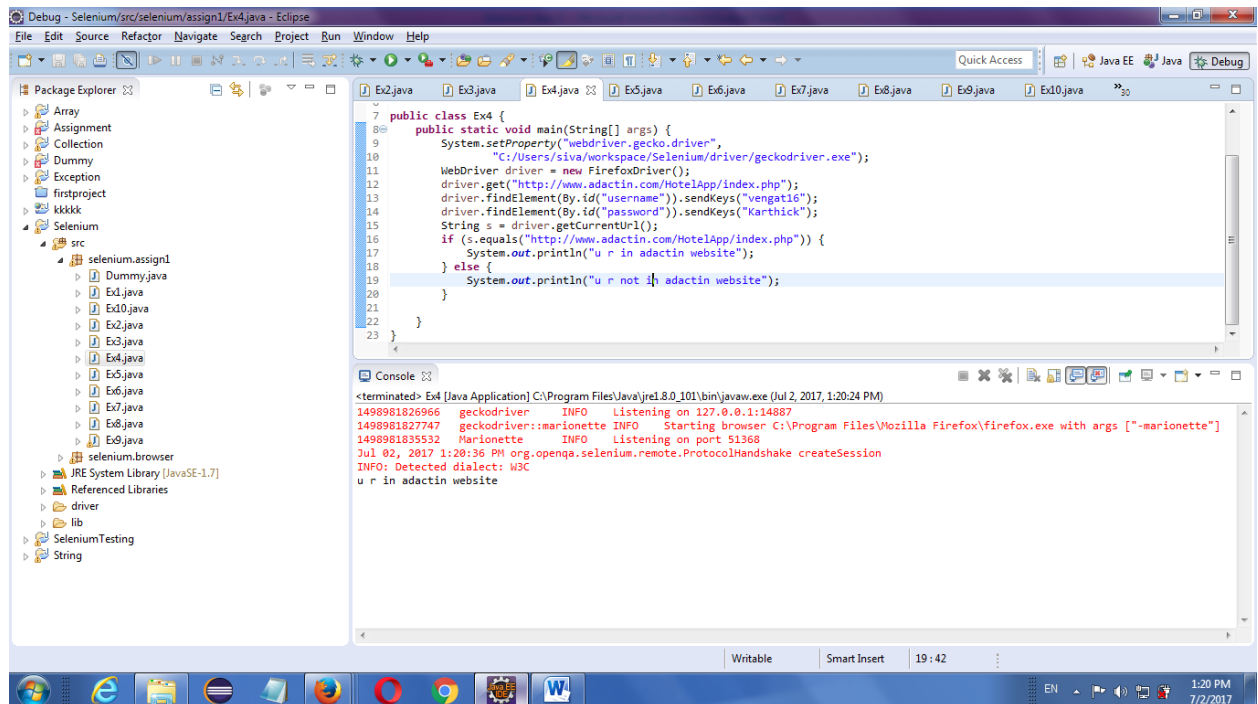 Debug - Selenium/src/selenium/assign1/Ex4.java - Eclipse
File Edit Source Refactor Navigate Search Project Run Window Help
Quick Access Java EE Java Debug
Package Explorer
Array
Assignment
Collection
Dummy
Exception
firstproject
kkkkk
Selenium
src
selenium.assign1
Dummy.java
Ex1.java
Ex10.java
Ex2.java
Ex3.java
Ex4.java
Ex5.java
Ex6.java
Ex7.java
Ex8.java
Ex9.java
selenium.browser
JRE System Library [JavaSE-1.7]
Referenced Libraries
driver
lib
SeleniumTesting
String
Ex2.java Ex3.java Ex4.java Ex5.java Ex6.java Ex7.java Ex8.java Ex9.java Ex10.java »30
7 public class Ex4 {
8 public static void main(String[] args) {
9 System.setProperty("webdriver.gecko.driver",
10 "C:/Users/siva/workspace/Selenium/driver/geckodriver.exe");
11 WebDriver driver = new FirefoxDriver();
12 driver.get("http://www.adactin.com/HotelApp/index.php");
13 driver.findElement(By.id("username")).sendKeys("vengat16");
14 driver.findElement(By.id("password")).sendKeys("Karthick");
15 String s = driver.getCurrentUrl();
16 if (s.equals("http://www.adactin.com/HotelApp/index.php")) {
17 System.out.println("u r in adactin website");
18 } else {
19 System.out.println("u r not in adactin website");
20 }
21
22 }
23 }
Console
<terminated> Ex4 [Java Application] C:\Program Files\Java\jre1.8.0_101\bin\javaw.exe (Jul 2, 2017, 1:20:24 PM)
1498981826966 geckodriver INFO Listening on 127.0.0.1:14887
1498981827747 geckodriver::marionette INFO Starting browser C:\Program Files\Mozilla Firefox\firefox.exe with args ["-marionette"]
1498981835532 Marionette INFO Listening on port 51368
Jul 02, 2017 1:20:36 PM org.openqa.selenium.remote.ProtocolHandshake createSession
INFO: Detected dialect: W3C
u r in adactin website
Writable Smart Insert 19 : 42
Java EE IDE
EN
1:20 PM
7/2/2017